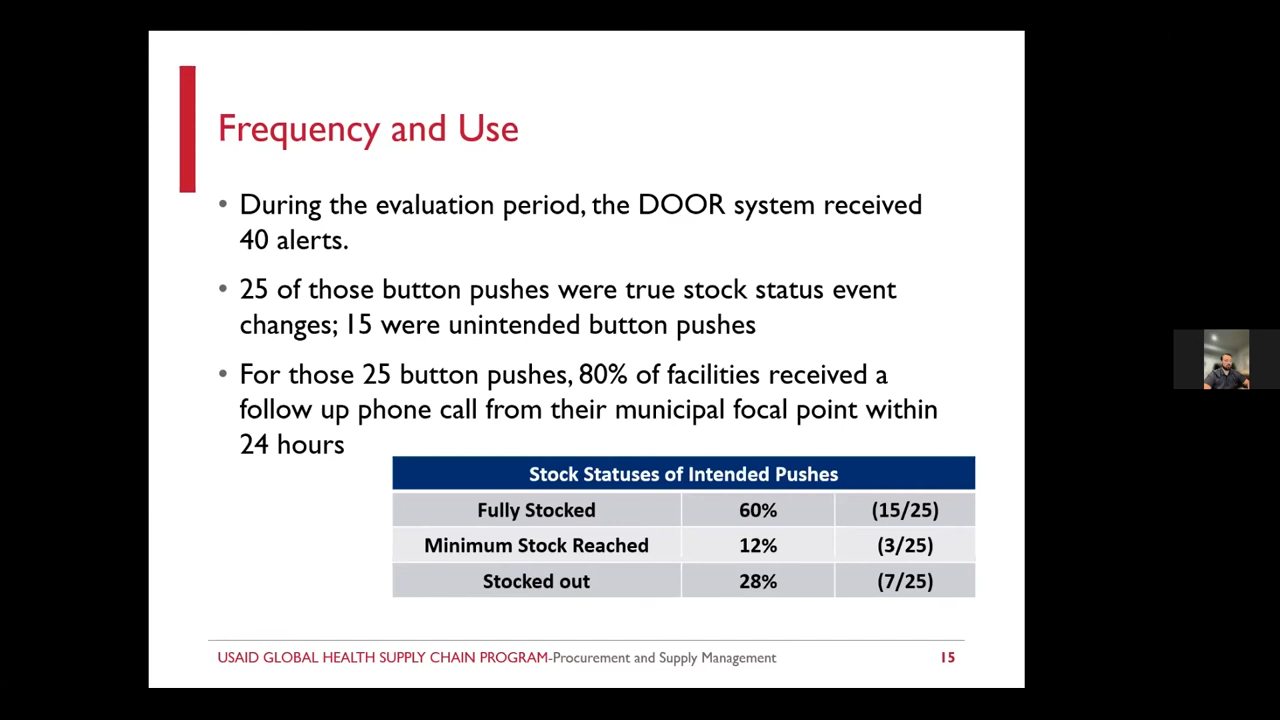 Frequency and Use
• During the evaluation period, the DOOR system received
40 alerts.
• 25 of those button pushes were true stock status event
changes; 15 were unintended button pushes
• For those 25 button pushes, 80% of facilities received a
follow up phone call from their municipal focal point within
24 hours
Stock Statuses of Intended Pushes
Fully Stocked 60% (15/25)
Minimum Stock Reached 12% (3/25)
Stocked out 28% (7/25)
USAID GLOBAL HEALTH SUPPLY CHAIN PROGRAM-Procurement and Supply Management 15